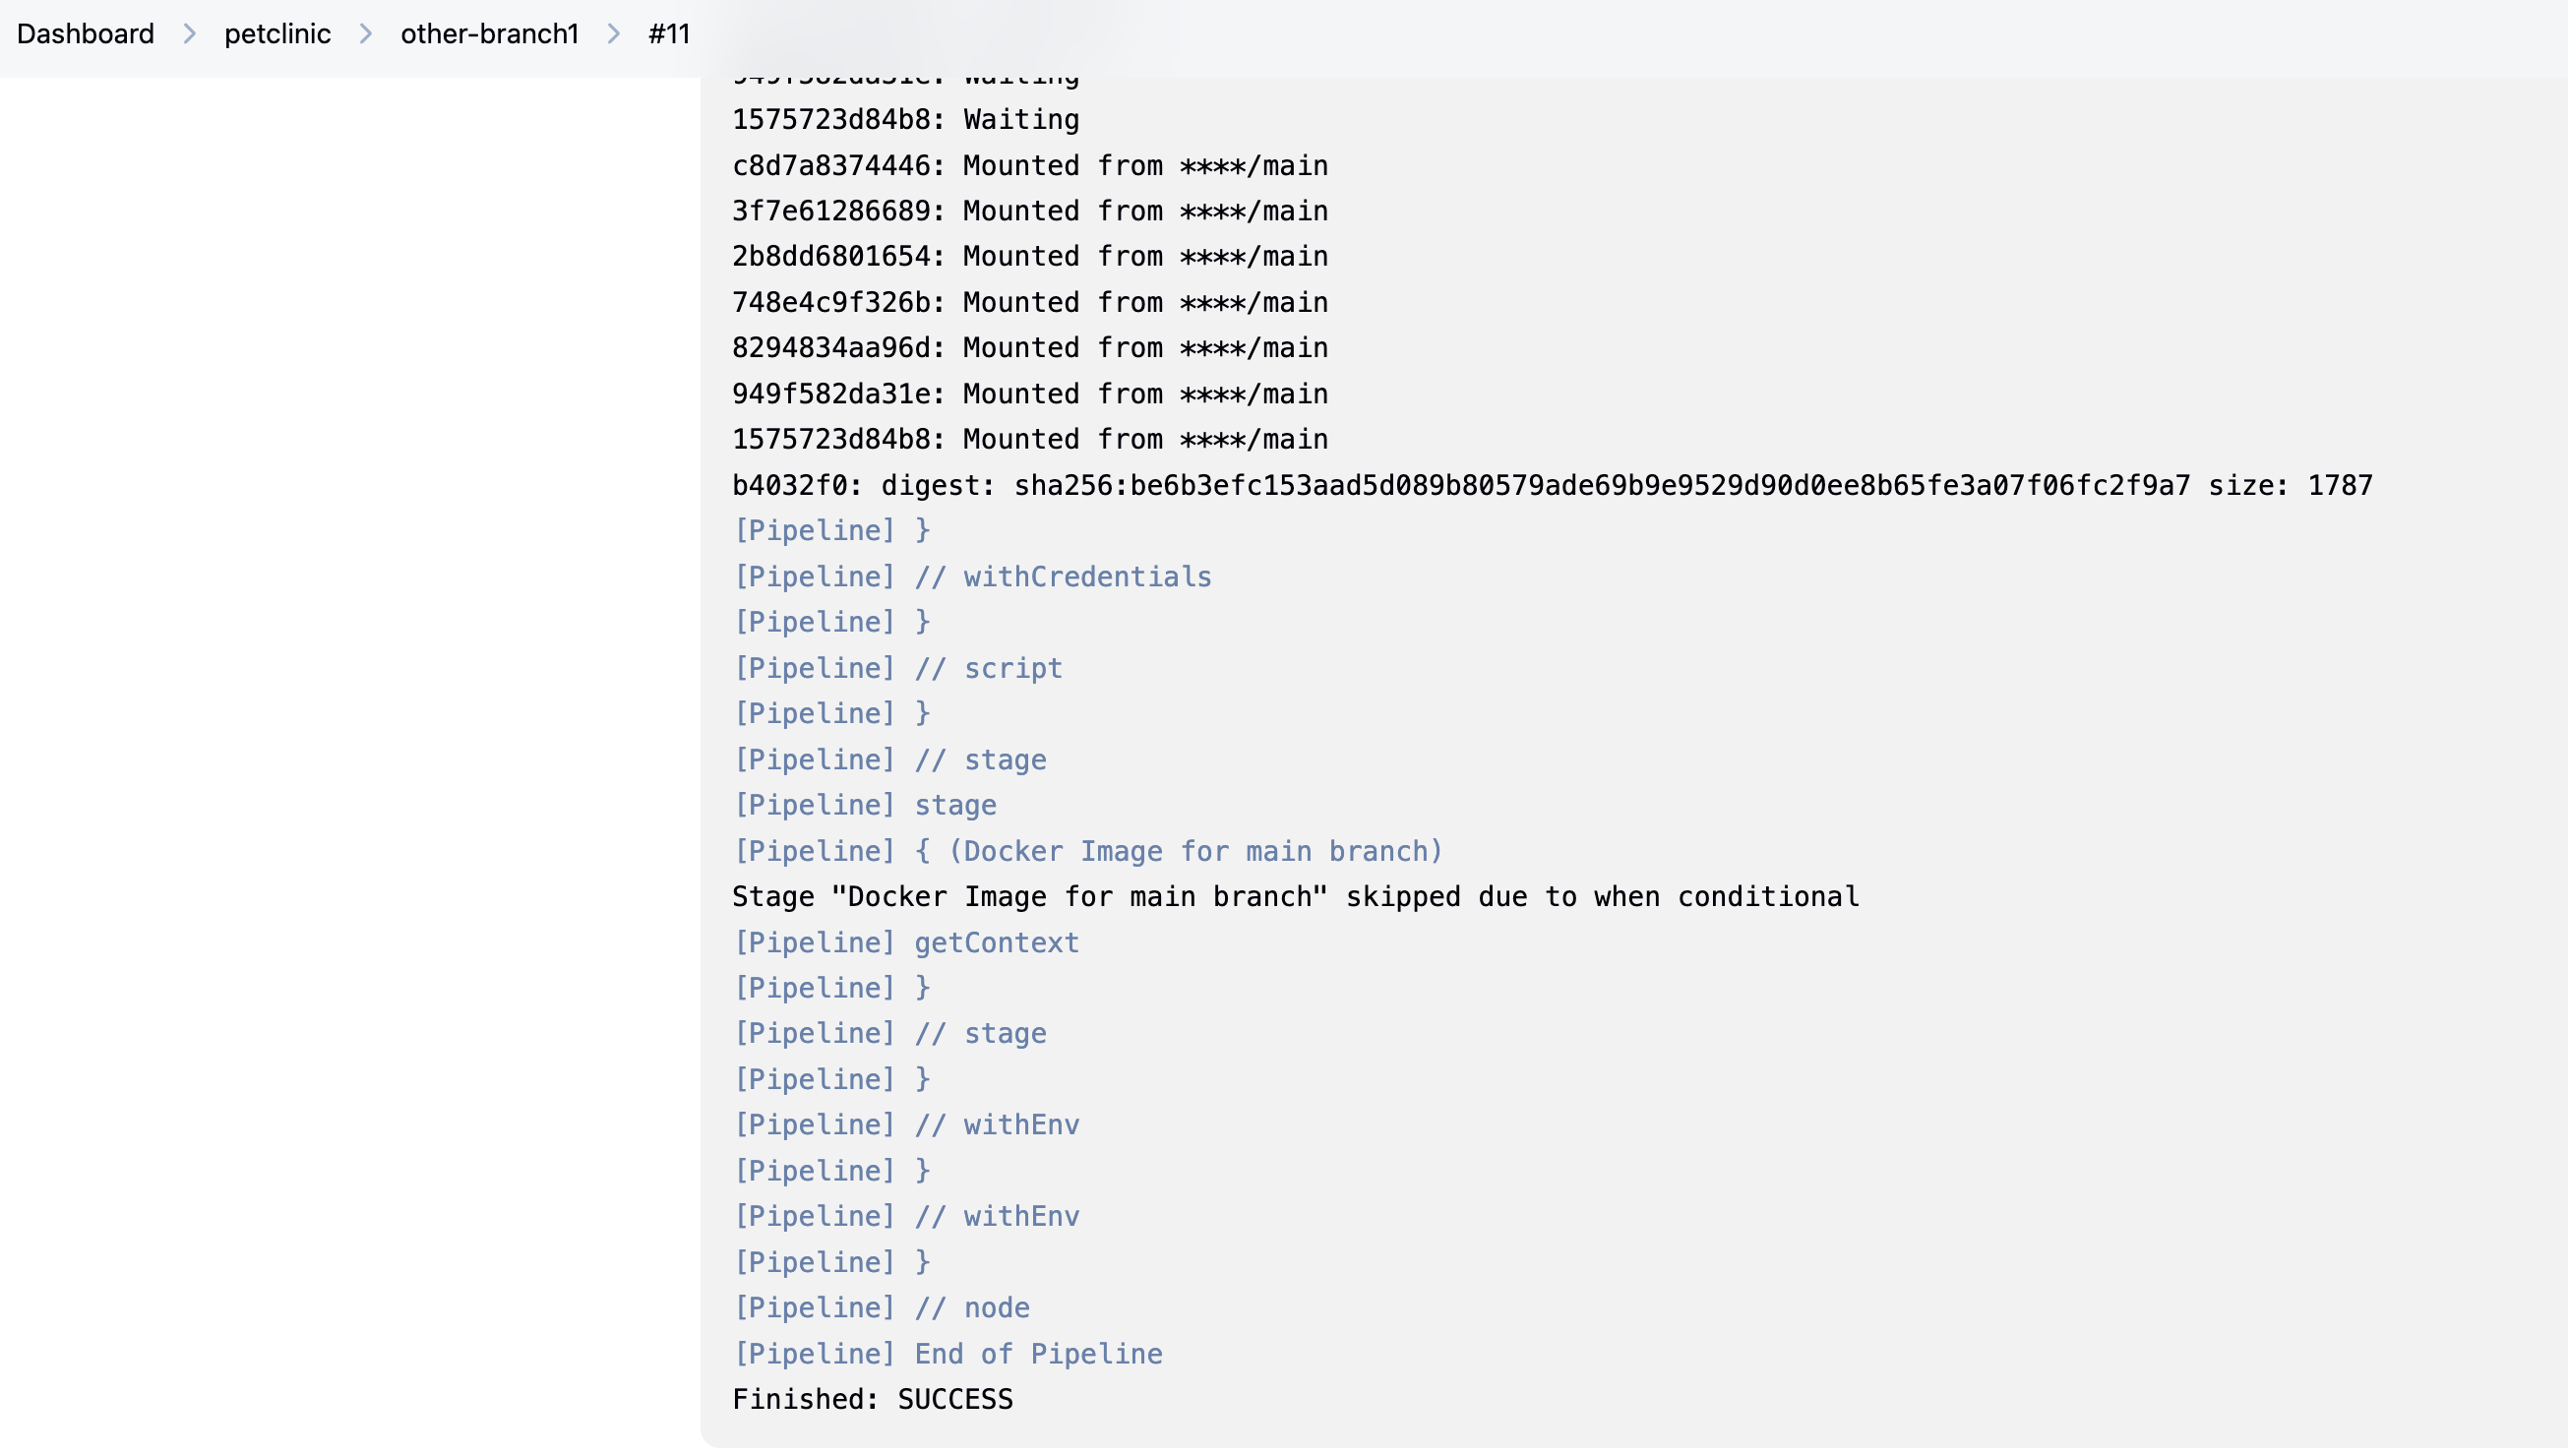 Dashboard > petclinic > other-branch1 > #11
949f582da31e: Waiting
1575723d84b8: Waiting
c8d7a8374446: Mounted from ****/main
3f7e61286689: Mounted from ****/main
2b8dd6801654: Mounted from ****/main
748e4c9f326b: Mounted from ****/main
8294834aa96d: Mounted from ****/main
949f582da31e: Mounted from ****/main
1575723d84b8: Mounted from ****/main
b4032f0: digest: sha256:be6b3efc153aad5d089b80579ade69b9e9529d90d0ee8b65fe3a07f06fc2f9a7 size: 1787
[Pipeline] }
[Pipeline] // withCredentials
[Pipeline] }
[Pipeline] // script
[Pipeline] }
[Pipeline] // stage
[Pipeline] stage
[Pipeline] { (Docker Image for main branch)
Stage "Docker Image for main branch" skipped due to when conditional
[Pipeline] getContext
[Pipeline] }
[Pipeline] // stage
[Pipeline] }
[Pipeline] // withEnv
[Pipeline] }
[Pipeline] // withEnv
[Pipeline] }
[Pipeline] // node
[Pipeline] End of Pipeline
Finished: SUCCESS